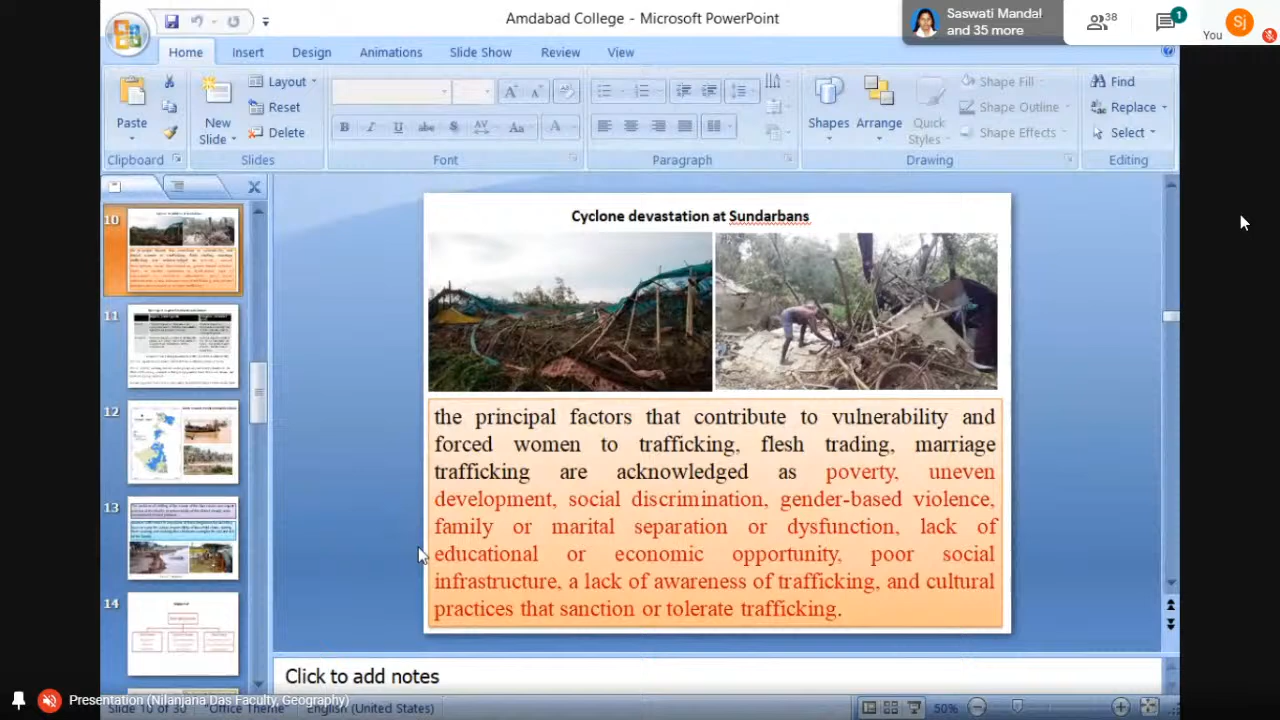 Amdabad College - Microsoft PowerPoint
Saswati Mandal
and 35 more
38
1
You
Sj
Home
Insert
Design
Animations
Slide Show
Review
View
Paste
Clipboard
New
Slide
Layout
Reset
Delete
Slides
Font
Paragraph
Shapes
Arrange
Quick
Styles
Shape Fill
Shape Outline
Shape Effects
Drawing
Find
Replace
Select
Editing
10
11
12
13
14
Cyclone devastation at Sundarbans
the principal factors that contribute to vulnerability and
forced women to trafficking, flesh trading, marriage
trafficking are acknowledged as poverty, uneven
development, social discrimination, gender-based violence,
family or marital separation or dysfunction, lack of
educational or economic opportunity, poor social
infrastructure, a lack of awareness of trafficking, and cultural
practices that sanction or tolerate trafficking.
Click to add notes
Presentation (Nilanjana Das Faculty, Geography)
Slide 10 of 30
"Office Theme"
English (United States)
50%